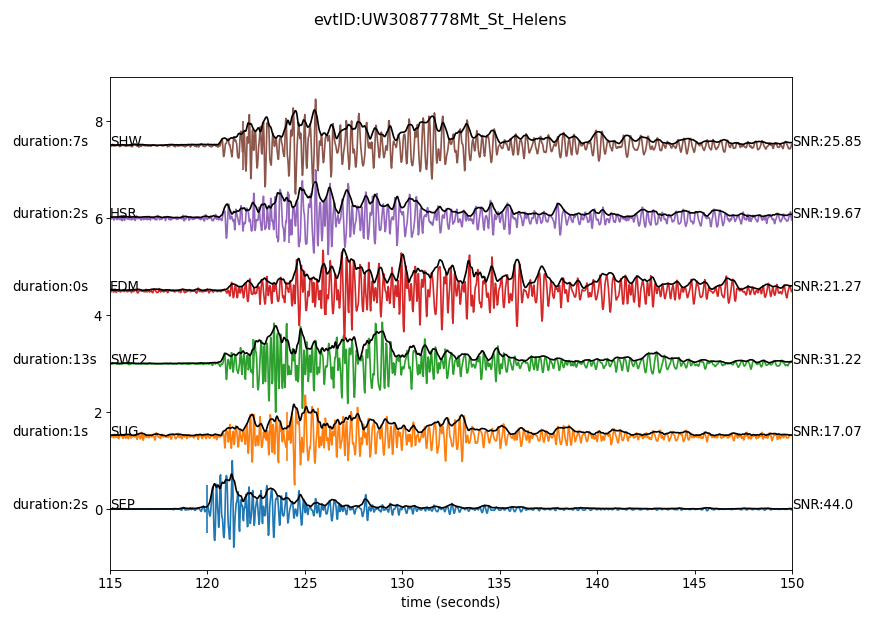 evtID:UW3087778Mt_St_Helens
8
duration:7s SHW SNR:25.85
duration:2s HSR SNR:19.67
6
duration:0s EDM SNR:21.27
4
duration:13s SWF2 SNR:31.22
2
duration:1s SUG SNR:17.07
duration:2s SEP SNR:44.0
0
115 120 125 130 135 140 145 150
time (seconds)